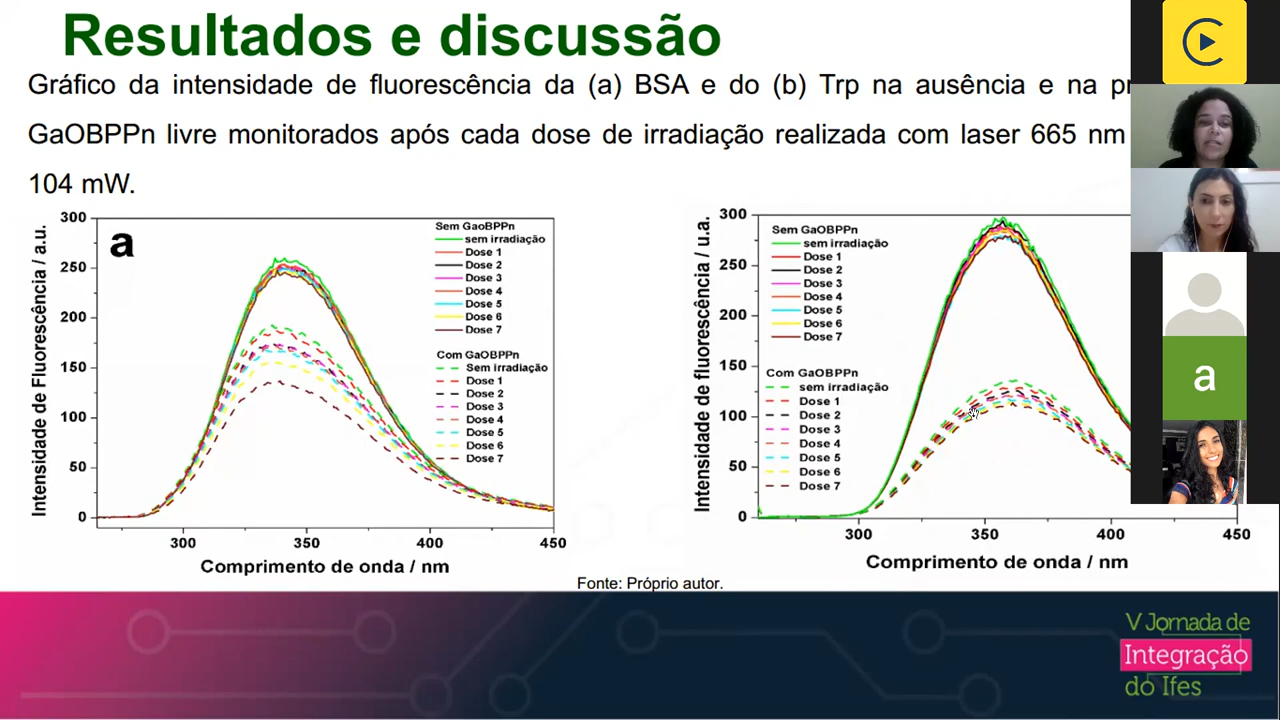 Resultados e discussão
Gráfico da intensidade de fluorescência da (a) BSA e do (b) Trp na ausência e na
GaOBPPn livre monitorados após cada dose de irradiação realizada com laser 665 nm
104 mW.
a
Intensidade de Fluorescência / a.u.
300
250
200
150
100
50
0
300
350
400
450
Comprimento de onda / nm
Sem GaoBPPn
sem irradiação
Dose 1
Dose 2
Dose 3
Dose 4
Dose 5
Dose 6
Dose 7
Com GaOBPPn
Sem irradiação
Dose 1
Dose 2
Dose 3
Dose 4
Dose 5
Dose 6
Dose 7
Intensidade de fluorescência / u.a.
300
250
200
150
100
50
0
300
350
400
450
Comprimento de onda / nm
Sem GaOBPPn
sem irradiação
Dose 1
Dose 2
Dose 3
Dose 4
Dose 5
Dose 6
Dose 7
Com GaOBPPn
sem irradiação
Dose 1
Dose 2
Dose 3
Dose 4
Dose 5
Dose 6
Dose 7
Fonte: Próprio autor.
a
V Jornada de
Integração
do Ifes